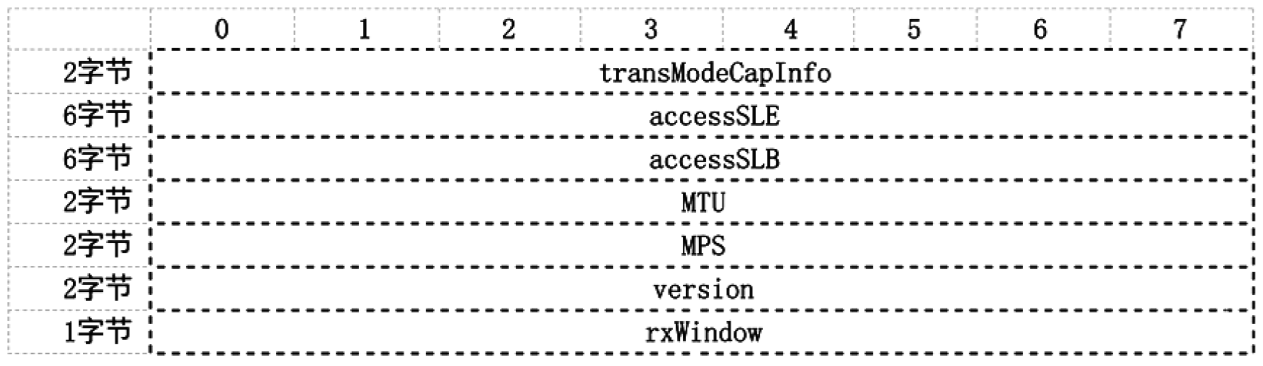 0 1 2 3 4 5 6 7
2字节 transModeCapInfo
6字节 accessSLE
6字节 accessSLB
2字节 MTU
2字节 MPS
2字节 version
1字节 rxWindow